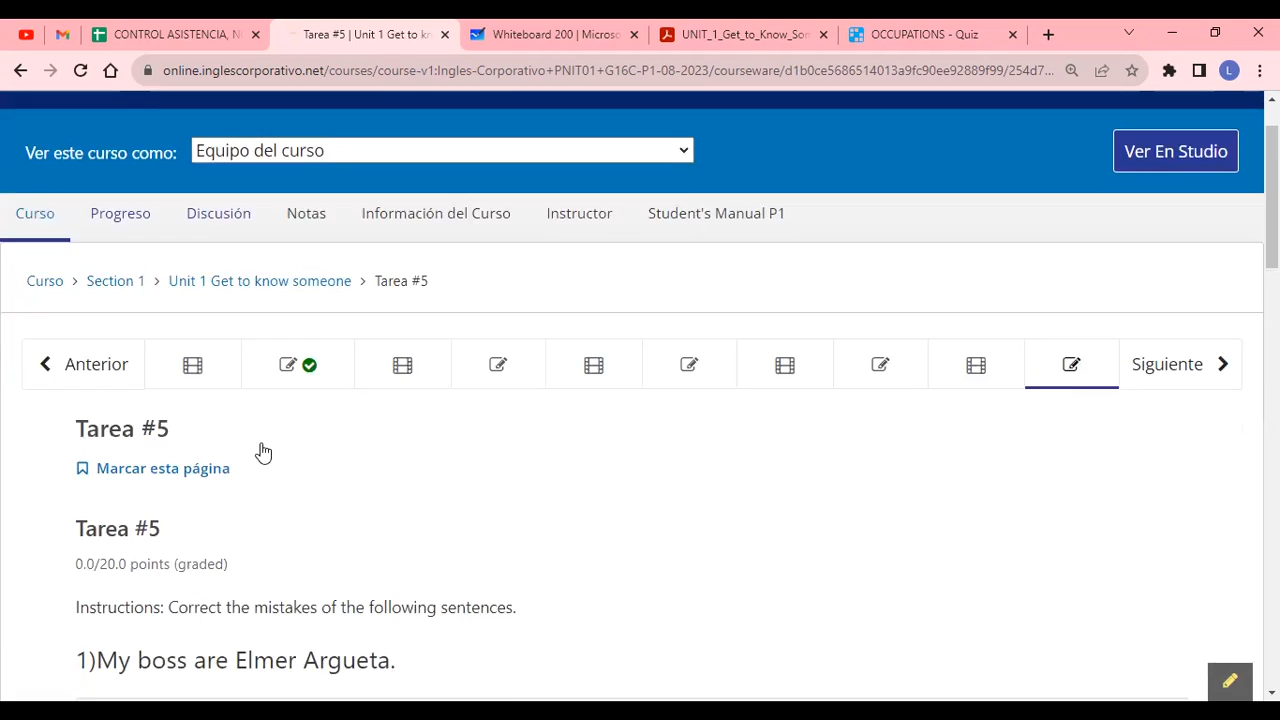 CONTROL ASISTENCIA, N
Tarea #5 | Unit 1 Get to kn
Whiteboard 200 | Microso
UNIT_1_Get_to_Know_Son
OCCUPATIONS - Quiz
online.inglescorporativo.net/courses/course-v1:Ingles-Corporativo+PNIT01+G16C-P1-08-2023/courseware/d1b0ce5686514013a9fc90ee92889f99/254d7...
L
Ver este curso como:
Equipo del curso
Ver En Studio
Curso
Progreso
Discusión
Notas
Información del Curso
Instructor
Student's Manual P1
Curso > Section 1 > Unit 1 Get to know someone > Tarea #5
Anterior
Siguiente
Tarea #5
Marcar esta página
Tarea #5
0.0/20.0 points (graded)
Instructions: Correct the mistakes of the following sentences.
1)My boss are Elmer Argueta.